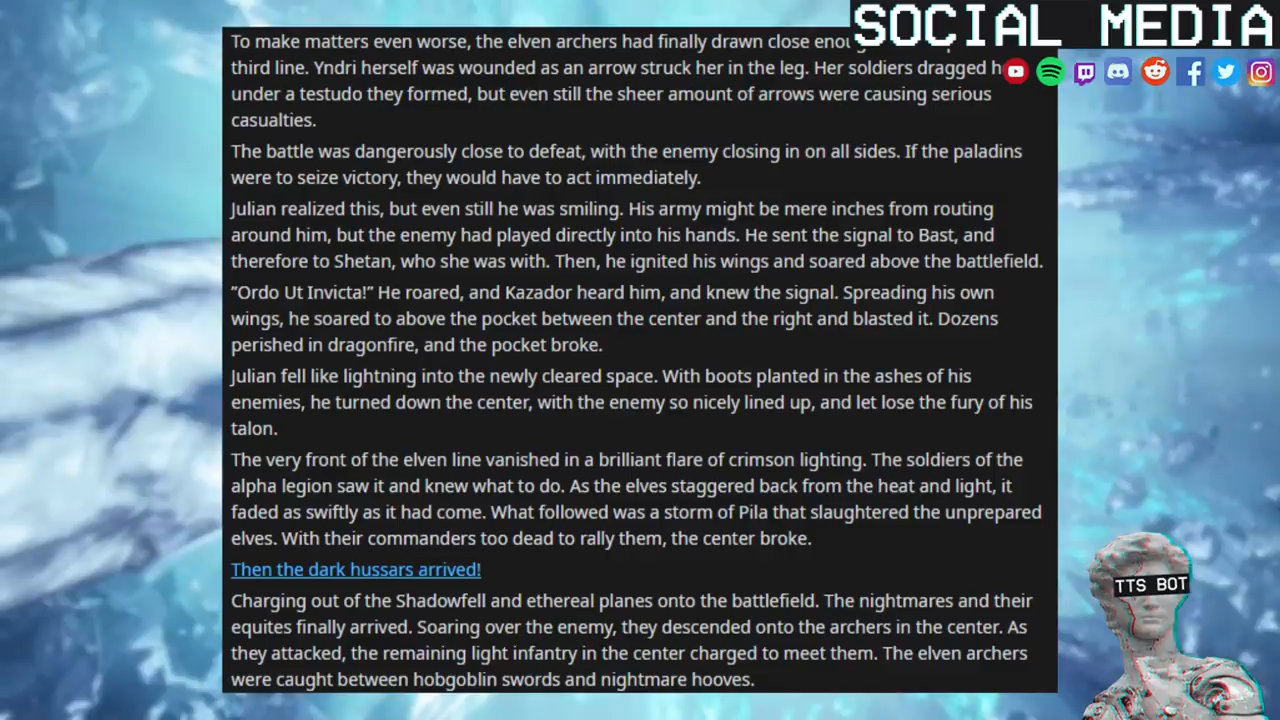 SOCIAL MEDIA
To make matters even worse, the elven archers had finally drawn close
third line. Yndri herself was wounded as an arrow struck her in the leg. Her soldiers dragged
under a testudo they formed, but even still the sheer amount of arrows were causing serious
casualties.
The battle was dangerously close to defeat, with the enemy closing in on all sides. If the paladins
were to seize victory, they would have to act immediately.
Julian realized this, but even still he was smiling. His army might be mere inches from routing
around him, but the enemy had played directly into his hands. He sent the signal to Bast, and
therefore to Shetan, who she was with. Then, he ignited his wings and soared above the battlefield.
”Ordo Ut Invicta!” He roared, and Kazador heard him, and knew the signal. Spreading his own
wings, he soared to above the pocket between the center and the right and blasted it. Dozens
perished in dragonfire, and the pocket broke.
Julian fell like lightning into the newly cleared space. With boots planted in the ashes of his
enemies, he turned down the center, with the enemy so nicely lined up, and let lose the fury of his
talon.
The very front of the elven line vanished in a brilliant flare of crimson lighting. The soldiers of the
alpha legion saw it and knew what to do. As the elves staggered back from the heat and light, it
faded as swiftly as it had come. What followed was a storm of Pila that slaughtered the unprepared
elves. With their commanders too dead to rally them, the center broke.
Then the dark hussars arrived!
Charging out of the Shadowfell and ethereal planes onto the battlefield. The nightmares and their
equites finally arrived. Soaring over the enemy, they descended onto the archers in the center. As
they attacked, the remaining light infantry in the center charged to meet them. The elven archers
were caught between hobgoblin swords and nightmare hooves.
TTS BOT